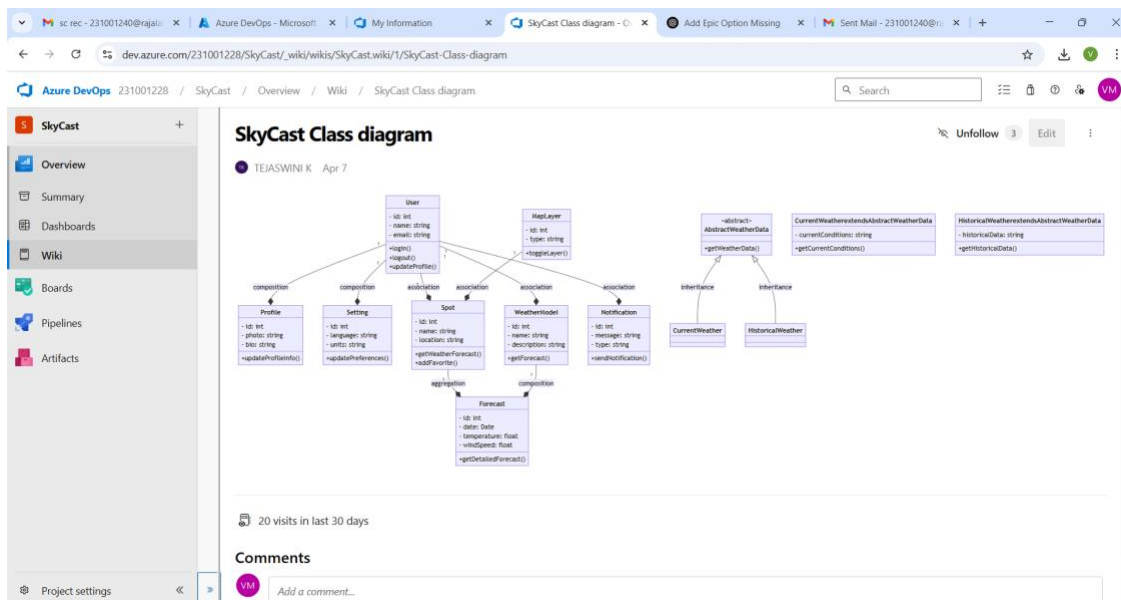 sc rec - 231001240@rajala
Azure DevOps - Microsoft
My Information
SkyCast Class diagram - O
Add Epic Option Missing
Sent Mail - 231001240@r
dev.azure.com/231001228/SkyCast/_wiki/wikis/SkyCast.wiki/1/SkyCast-Class-diagram
V
Azure DevOps 231001228 / SkyCast / Overview / Wiki / SkyCast Class diagram
Search
VM
S SkyCast +
Overview
Summary
Dashboards
Wiki
Boards
Pipelines
Artifacts
Project settings
SkyCast Class diagram
Unfollow 3
Edit
TEJASWINI K Apr 7
User
- id: int
- name: string
- email: string
+login()
+logout()
+updateProfile()
MapLayer
- id: int
- type: string
+toggleLayer()
composition
composition
association
association
association
association
Profile
- id: int
- photo: string
- bio: string
+updateProfileInfo()
Setting
- id: int
- language: string
- units: string
+updatePreferences()
Spot
- id: int
- name: string
- location: string
+getWeatherForecast()
+addFavorite()
WeatherModel
- id: int
- name: string
- description: string
+getForecast()
Notification
- id: int
- message: string
- type: string
+sendNotification()
aggregation
composition
Forecast
- id: int
- date: Date
- temperature: float
- windSpeed: float
+getDetailedForecast()
«abstract»
AbstractWeatherData
+getWeatherData()
CurrentWeatherextendsAbstractWeatherData
- currentConditions: string
+getCurrentConditions()
HistoricalWeatherextendsAbstractWeatherData
- historicalData: string
+getHistoricalData()
inheritance
inheritance
CurrentWeather
HistoricalWeather
20 visits in last 30 days
Comments
VM
Add a comment...